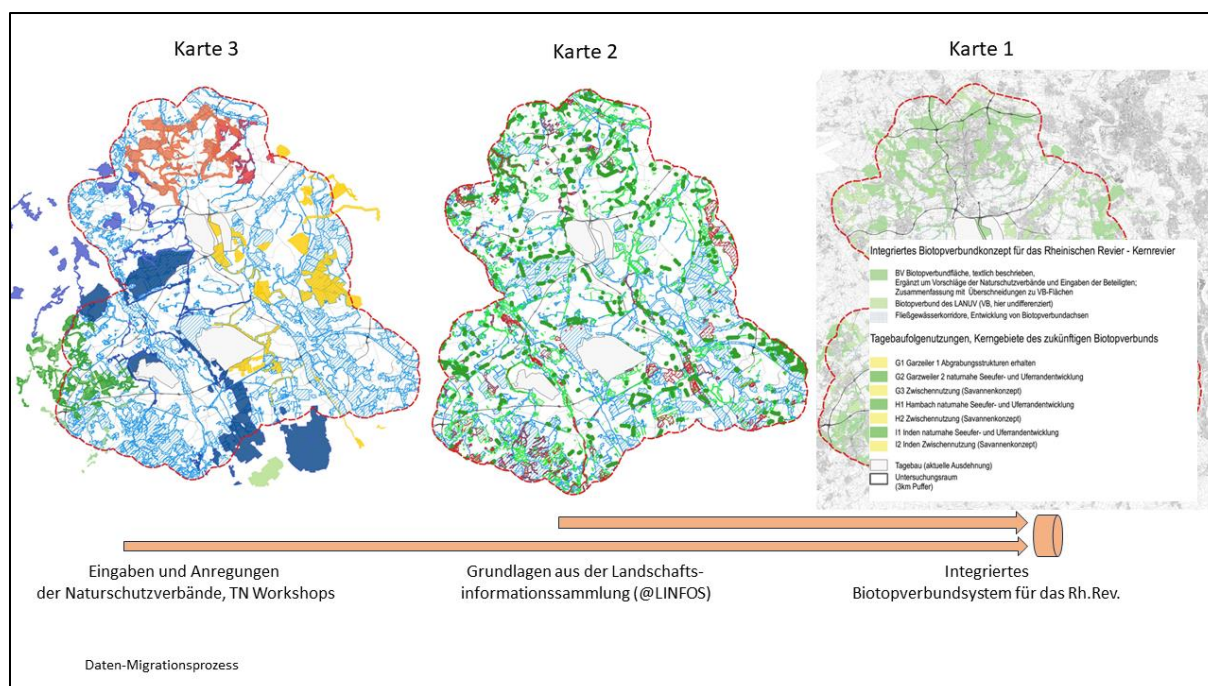 Karte 3
Karte 2
Karte 1
Integriertes Biotopverbundkonzept für das Rheinischen Revier - Kernrevier
BV Biotopverbundfläche, textlich beschrieben,
Ergänzt um Vorschläge der Naturschutzverbände und Eingaben der Beteiligten;
Zusammenfassung mit Überschneidungen zu VB-Flächen
Biotopverbund des LANUV (VB, hier undifferenziert)
Fließgewässerkorridore, Entwicklung von Biotopverbundachsen
Tagebaufolgenutzungen, Kerngebiete des zukünftigen Biotopverbunds
G1 Garzeiler 1 Abgrabungsstrukturen erhalten
G2 Garzweiler 2 naturnahe Seeufer- und Uferrandentwicklung
G3 Zwischennutzung (Savannenkonzept)
H1 Hambach naturnahe Seeufer- und Uferrandentwicklung
H2 Zwischennutzung (Savannenkonzept)
I1 Inden naturnahe Seeufer- und Uferrandentwicklung
I2 Inden Zwischennutzung (Savannenkonzept)
Tagebau (aktuelle Ausdehnung)
Untersuchungsraum
(3km Puffer)
Eingaben und Anregungen
der Naturschutzverbände, TN Workshops
Grundlagen aus der Landschafts-
informationssammlung (@LINFOS)
Integriertes
Biotopverbundsystem für das Rh.Rev.
Daten-Migrationsprozess